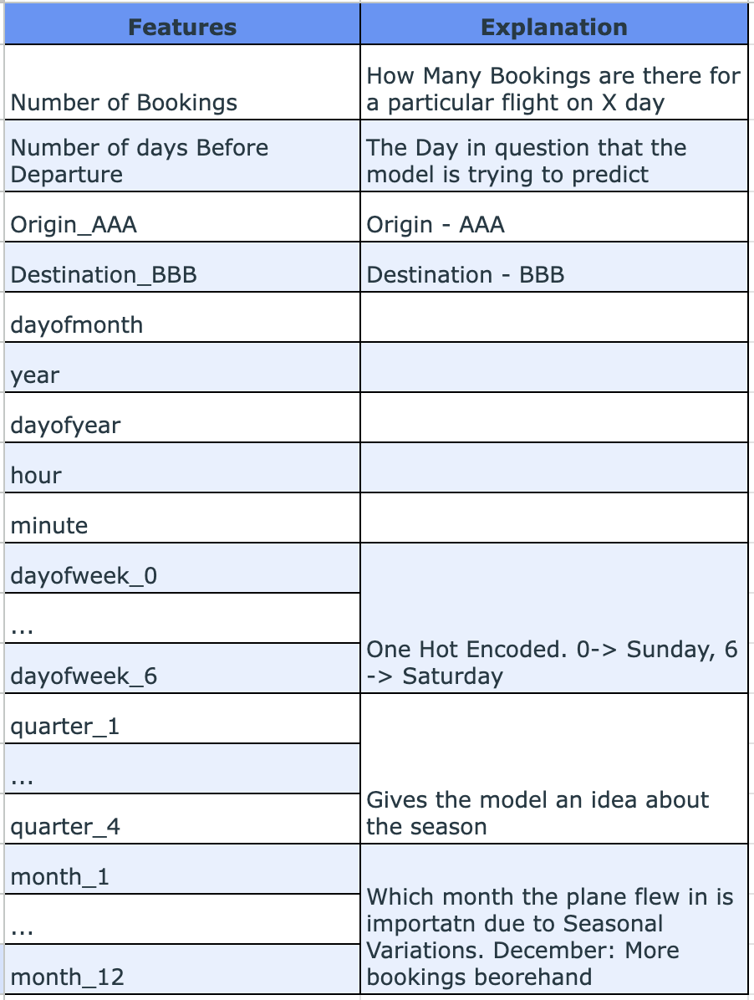 Features Explanation
Number of Bookings
How Many Bookings are there for
a particular flight on X day
Number of days Before
Departure
The Day in question that the
model is trying to predict
Origin_AAA
Origin - AAA
Destination_BBB
Destination - BBB
dayofmonth
year
dayofyear
hour
minute
dayofweek_0
...
dayofweek_6
One Hot Encoded. 0-> Sunday, 6
-> Saturday
quarter_1
...
quarter_4
Gives the model an idea about
the season
month_1
...
month_12
Which month the plane flew in is
importatn due to Seasonal
Variations. December: More
bookings beorehand